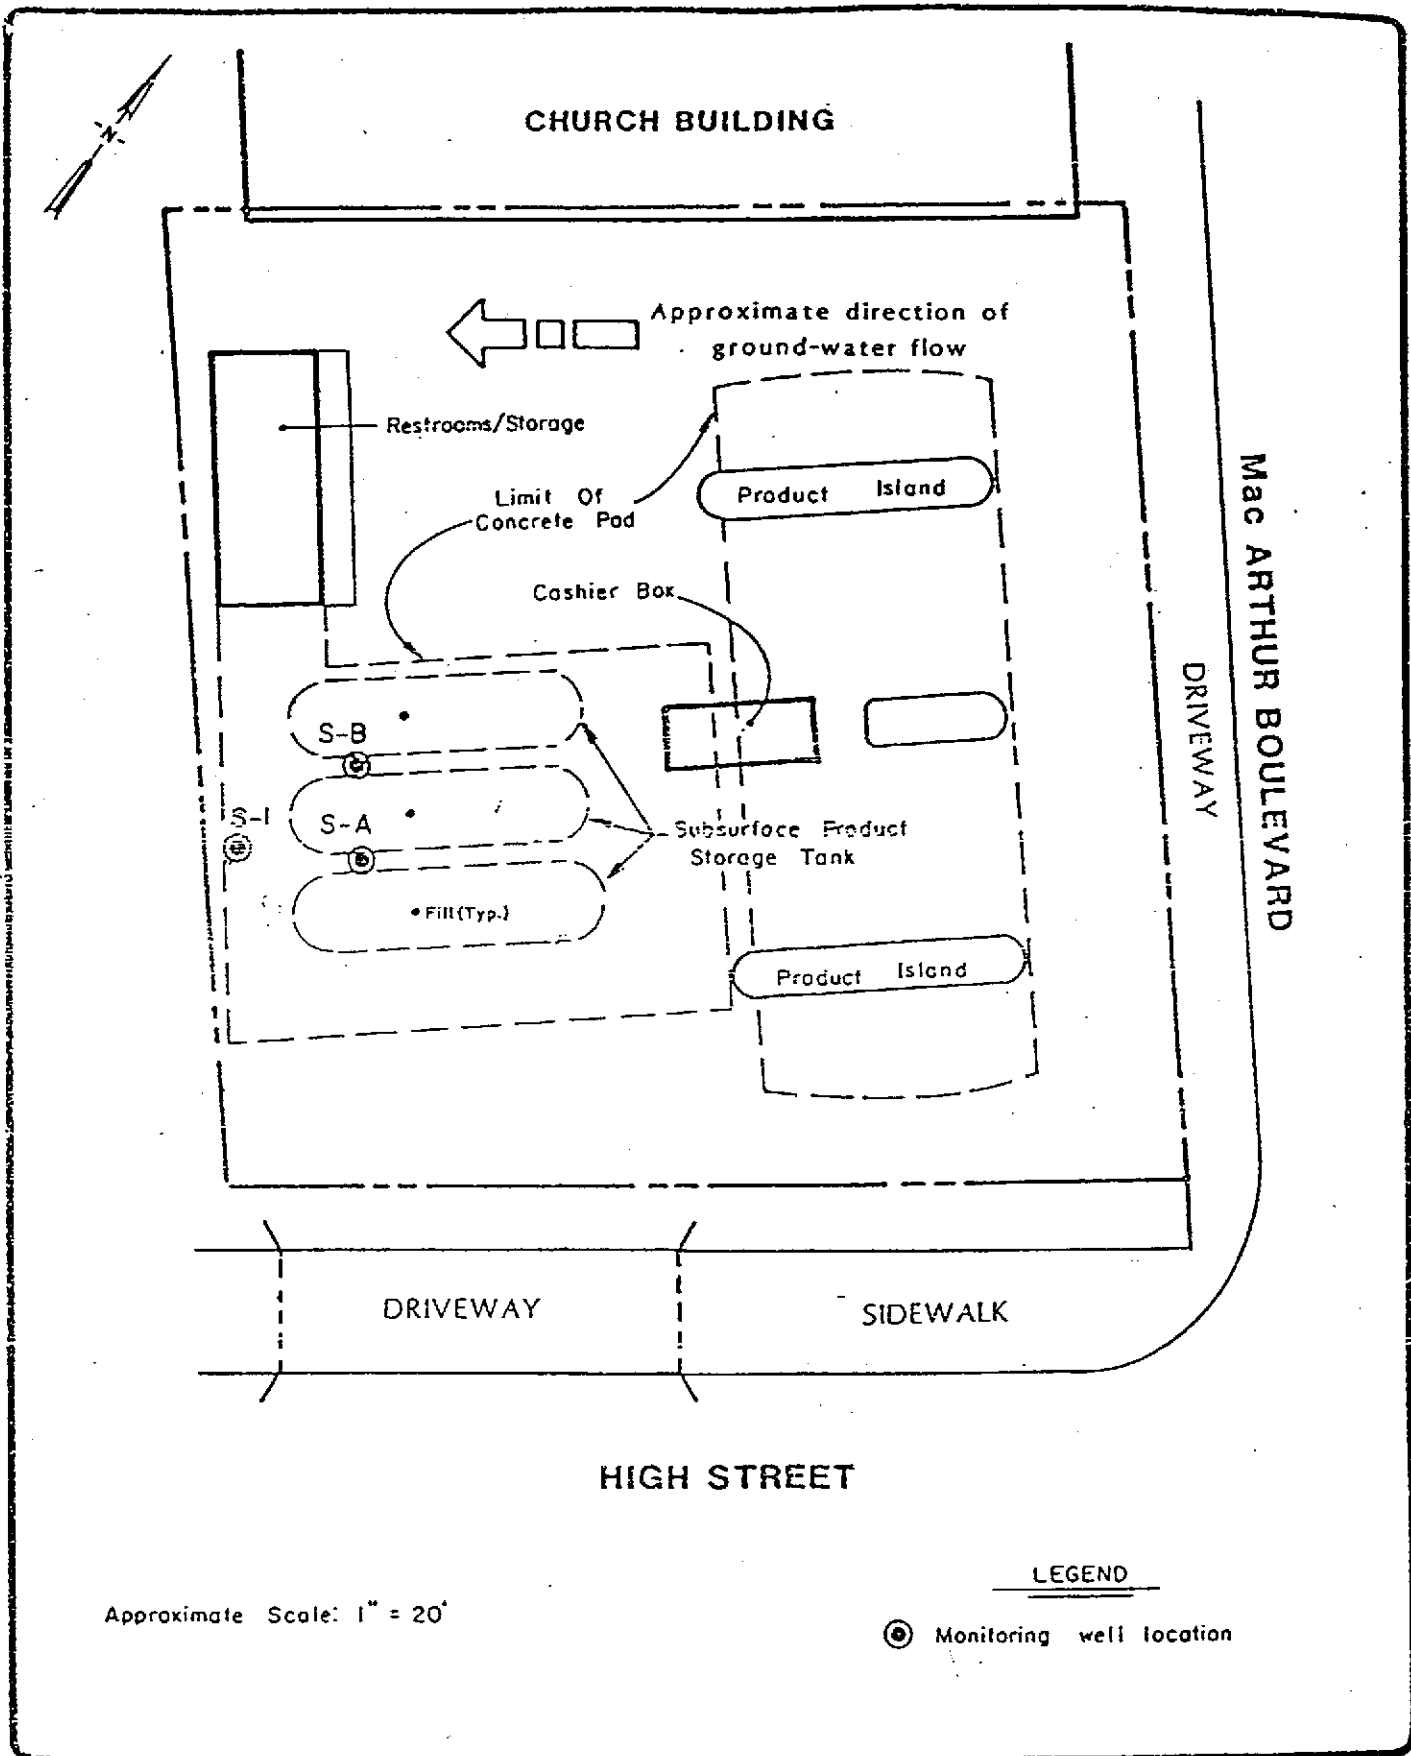 CHURCH BUILDING
-N-
Approximate direction of
ground-water flow
Restrooms/Storage
Limit Of
Concrete Pad
Product Island
Cashier Box
Mac ARTHUR BOULEVARD
DRIVEWAY
S-B
S-I
S-A
Subsurface Product
Storage Tank
Fill(Typ.)
Product Island
DRIVEWAY
SIDEWALK
HIGH STREET
LEGEND
Approximate Scale: 1" = 20'
Monitoring well location